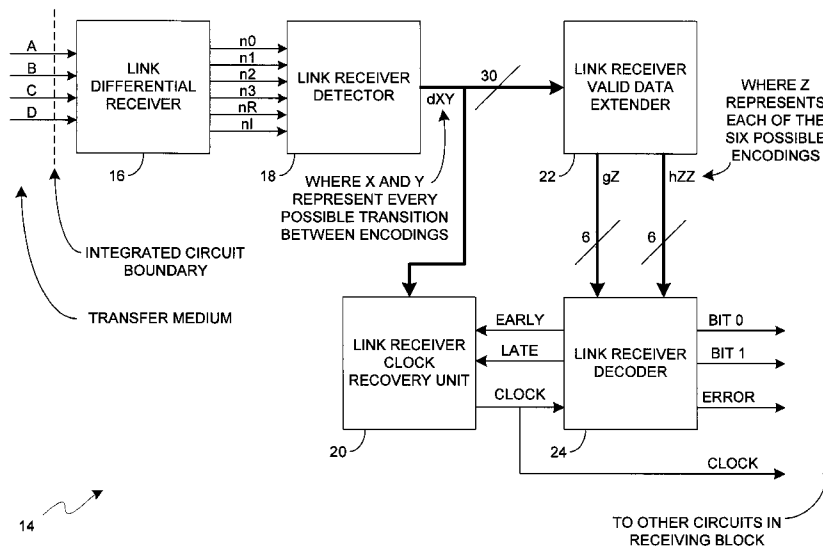 A
B
C
D
LINK
DIFFERENTIAL
RECEIVER
16
n0
n1
n2
n3
nR
nI
LINK RECEIVER
DETECTOR
18
dXY
30
LINK RECEIVER
VALID DATA
EXTENDER
22
WHERE Z
REPRESENTS
EACH OF THE
SIX POSSIBLE
ENCODINGS
gZ
hZZ
WHERE X AND Y
REPRESENT EVERY
POSSIBLE TRANSITION
BETWEEN ENCODINGS
6
6
INTEGRATED CIRCUIT
BOUNDARY
TRANSFER MEDIUM
LINK RECEIVER
CLOCK
RECOVERY UNIT
20
EARLY
LATE
CLOCK
LINK RECEIVER
DECODER
24
BIT 0
BIT 1
ERROR
CLOCK
14
TO OTHER CIRCUITS IN
RECEIVING BLOCK